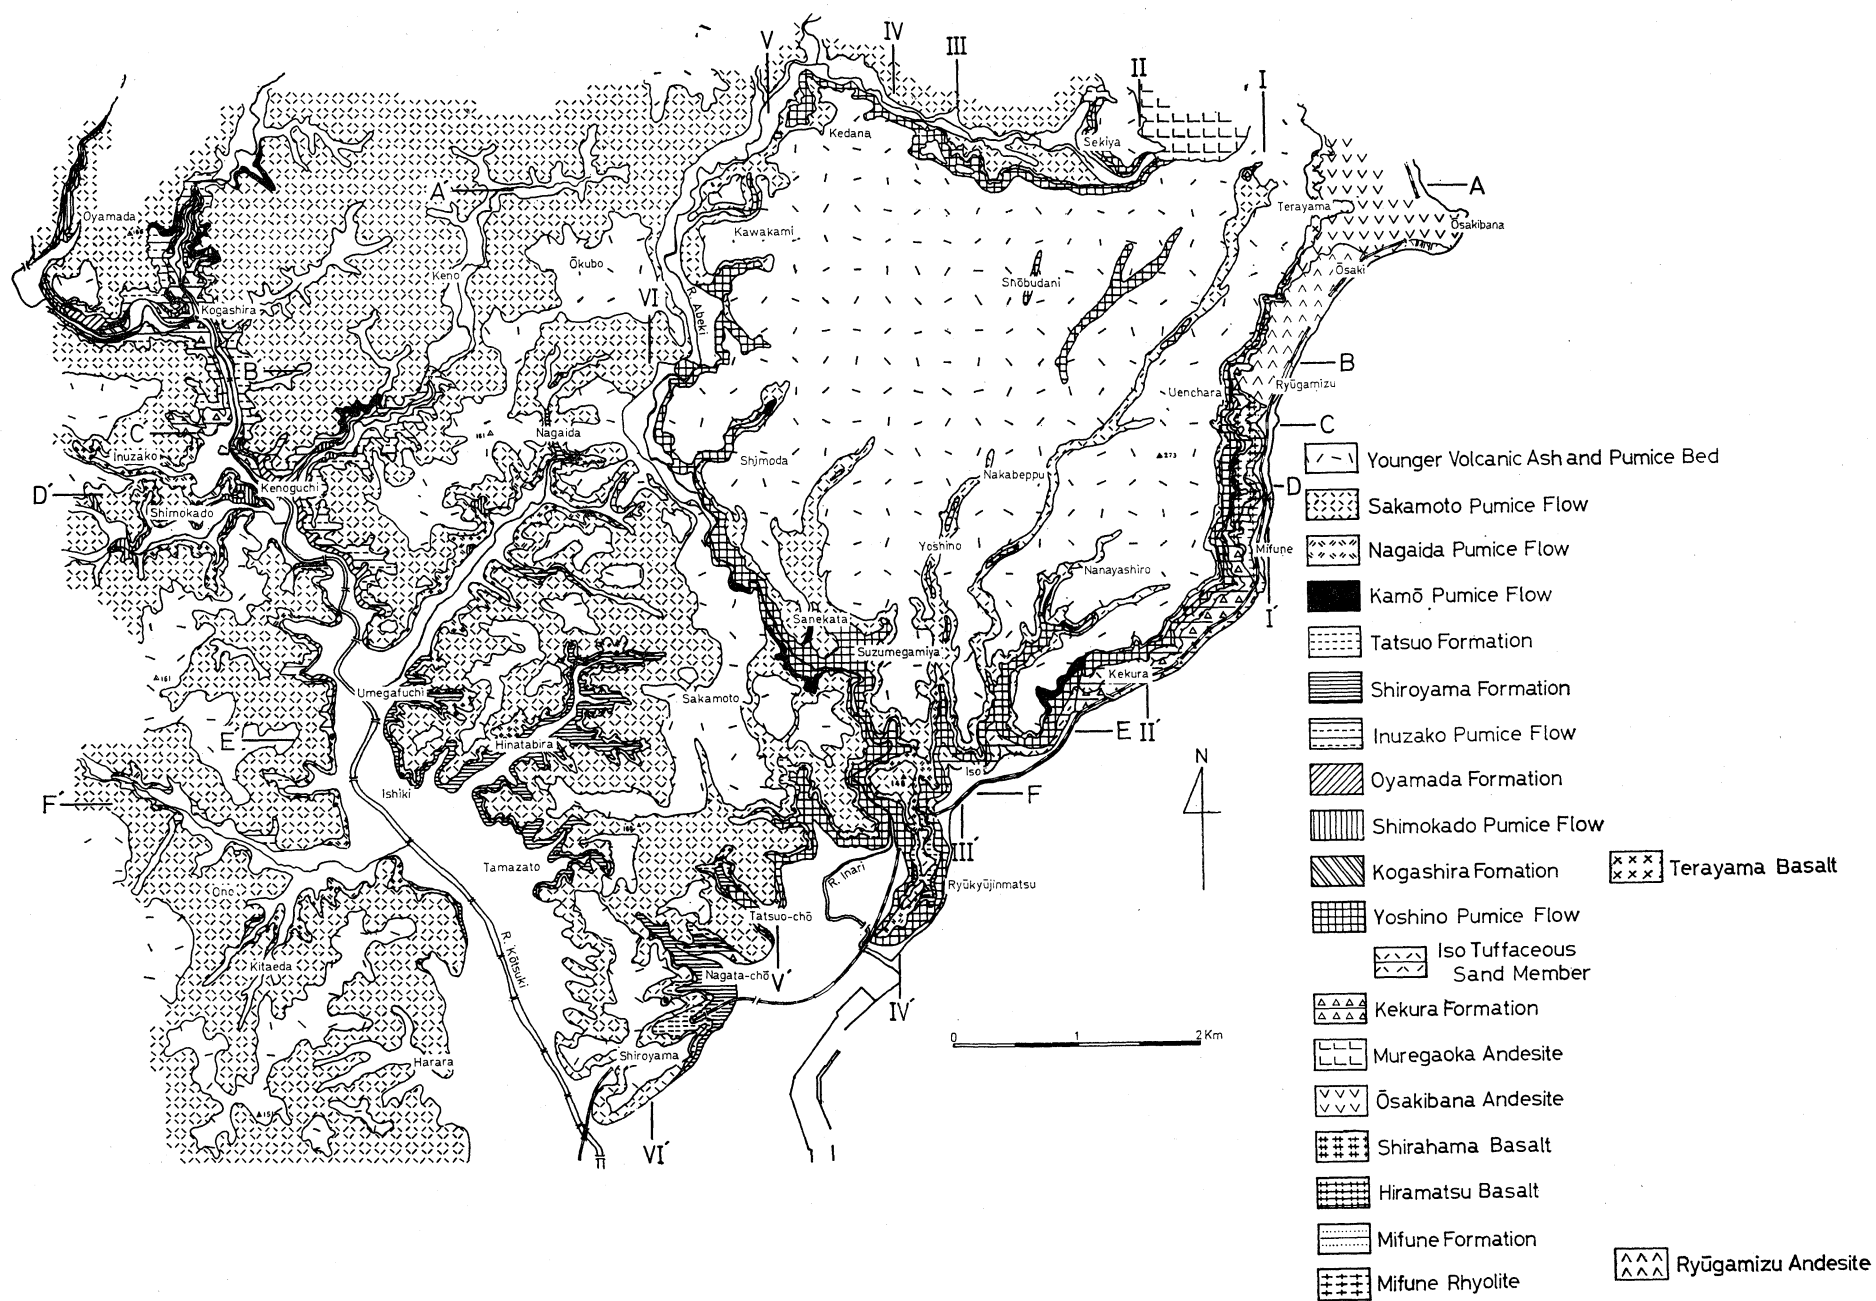 V
IV
III
II
I
Kedana
Sekiya
A′
A
Oyamada
Terayama
Ōsakibana
Kawakami
Ōkubo
Keno
Ōsaki
Shōbudani
VI
R. Abeki
Kogashira
B′
B
Ryūgamizu
Uenchara
C′
C
Nagaida
161
Inuzako
Shimoda
273
Nakabeppu
Kenoguchi
D′
D
Shimokado
Yoshino
Mifune
Nanayashiro
I′
Sanekata
Suzumegamiya
Kekura
161
Umegafuchi
Sakamoto
E′
Hinatabira
E
II′
Iso
Ishiki
F′
F
III′
Tamazato
R. Inari
Ryūkyūjinmatsu
Ono
Tatsuo-chō
Kitaeda
R. Kōtsuki
Nagata-chō
V′
IV′
Shiroyama
Harara
151
VI′
N
0 1 2 Km
Younger Volcanic Ash and Pumice Bed
Sakamoto Pumice Flow
Nagaida Pumice Flow
Kamō Pumice Flow
Tatsuo Formation
Shiroyama Formation
Inuzako Pumice Flow
Oyamada Formation
Shimokado Pumice Flow
Kogashira Fomation
Terayama Basalt
Yoshino Pumice Flow
Iso Tuffaceous
Sand Member
Kekura Formation
Muregaoka Andesite
Ōsakibana Andesite
Shirahama Basalt
Hiramatsu Basalt
Mifune Formation
Ryūgamizu Andesite
Mifune Rhyolite